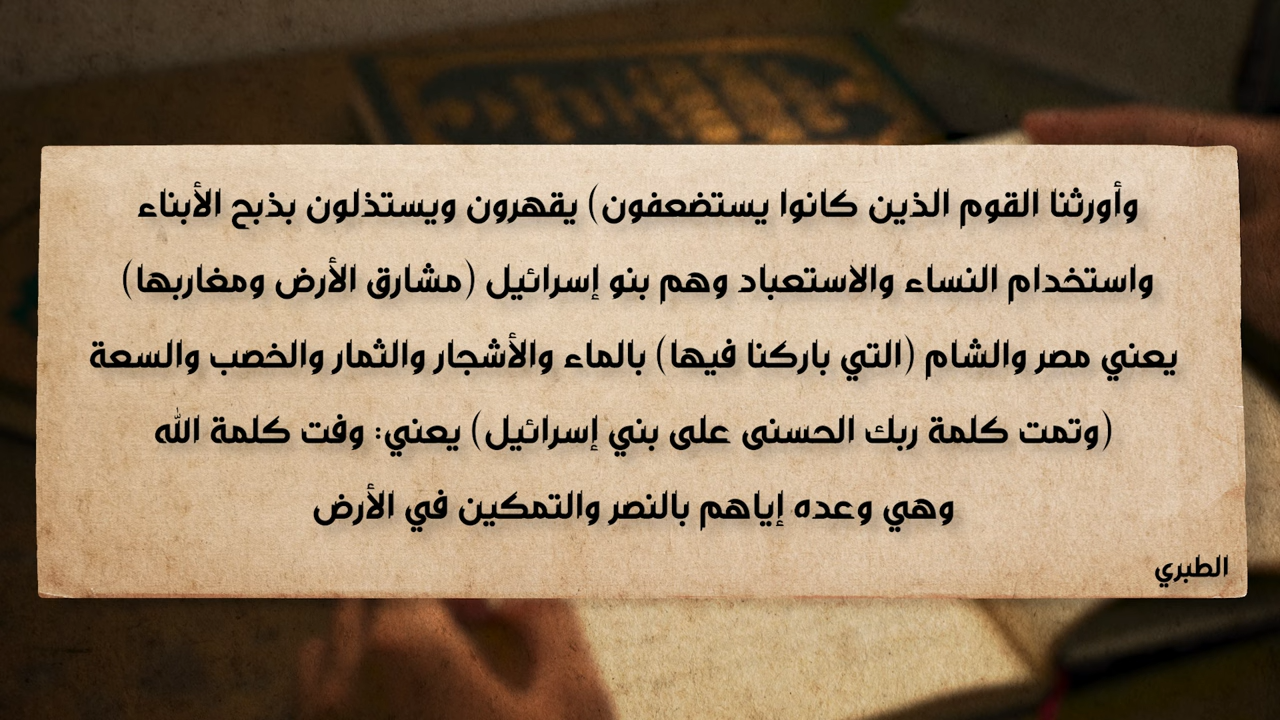 وأورثنا القوم الذين كانوا يستضعفون) يقهرون ويستذلون بذبح الأبناء
واستخدام النساء والاستعباد وهم بنو إسرائيل (مشارق الأرض ومغاربها)
يعني مصر والشام (التي باركنا فيها) بالماء والأشجار والثمار والخصب والسعة
(وتمت كلمة ربك الحسنى على بني إسرائيل) يعني: وفت كلمة الله
وهي وعده إياهم بالنصر والتمكين في الأرض
الطبري